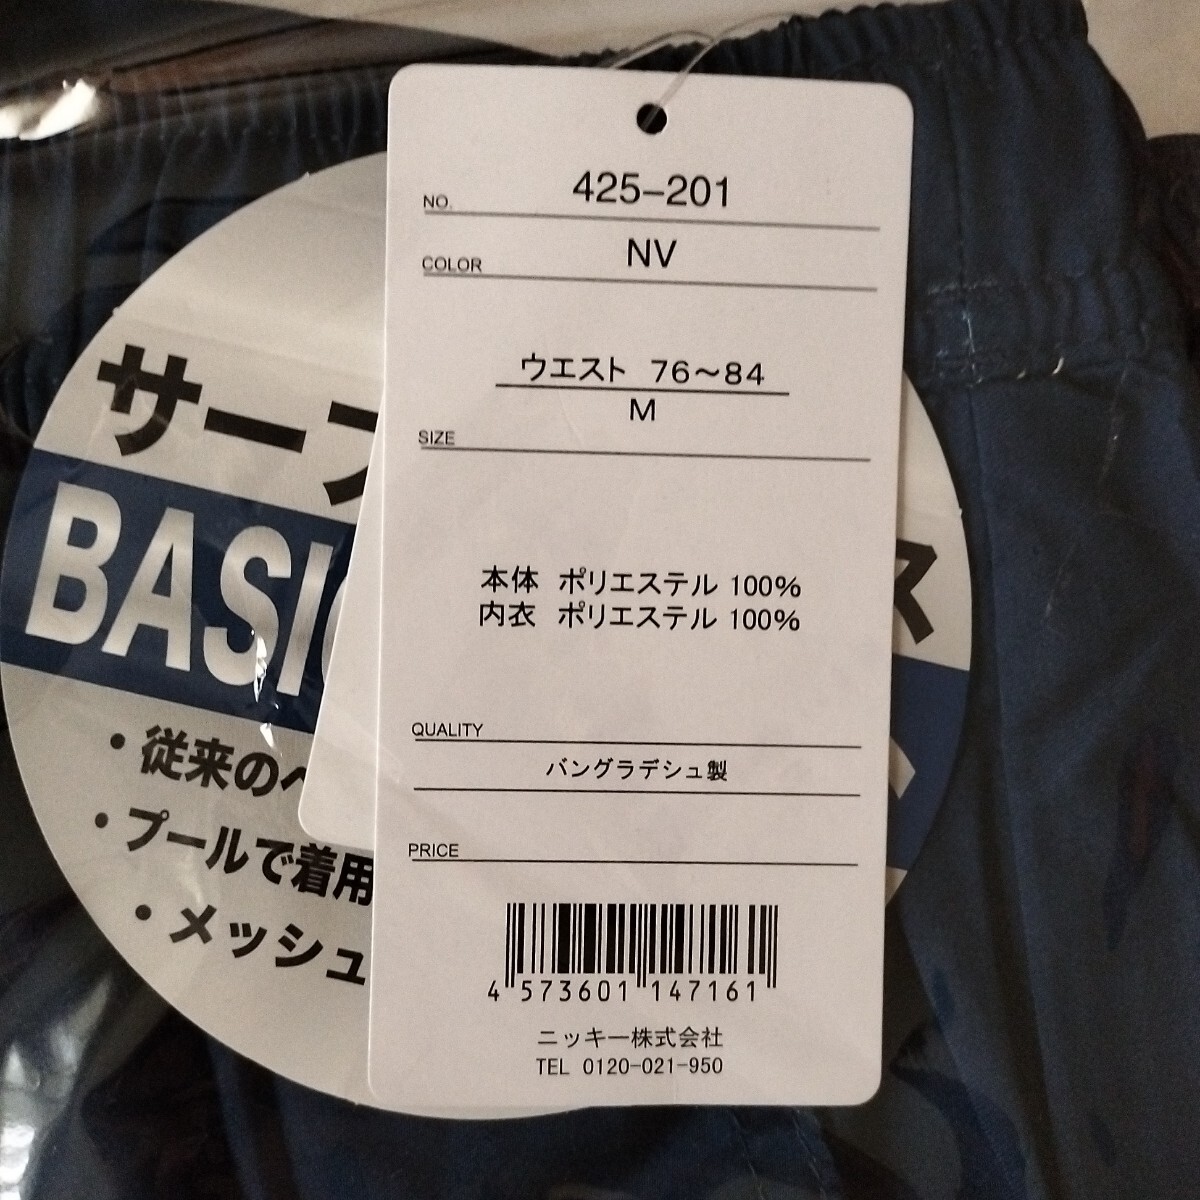 NO. 425-201
COLOR NV
ウエスト 76～84
M
SIZE
本体 ポリエステル 100%
内衣 ポリエステル 100%
QUALITY
バングラデシュ製
PRICE
4 573601 147161
ニッキー株式会社
TEL 0120-021-950
サーフ
BASIC
・従来の
・プールで着用
・メッシュ